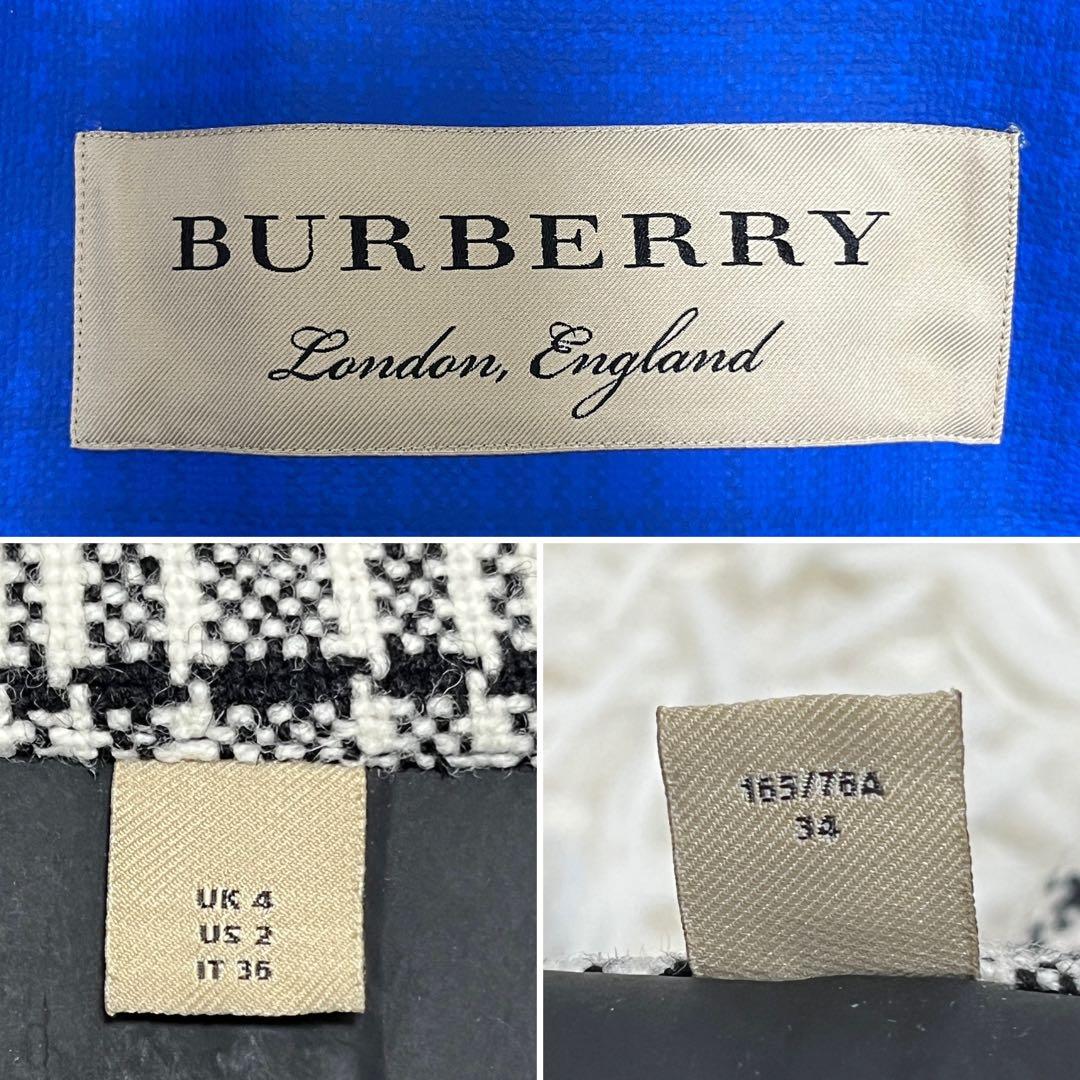 BURBERRY
London, England
UK 4
US 2
IT 36
165/76A
34